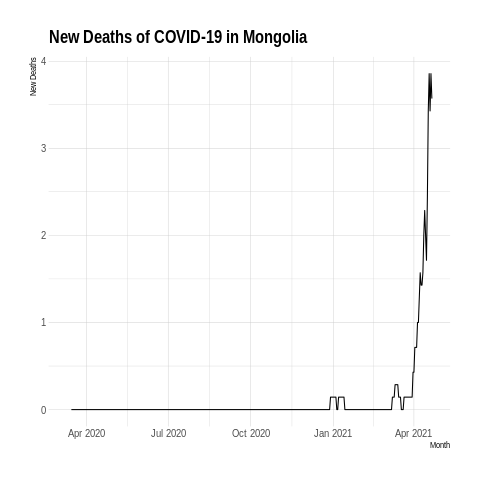 New Deaths of COVID-19 in Mongolia
New Deaths
4
3
2
1
0
Apr 2020 Jul 2020 Oct 2020 Jan 2021 Apr 2021
Month